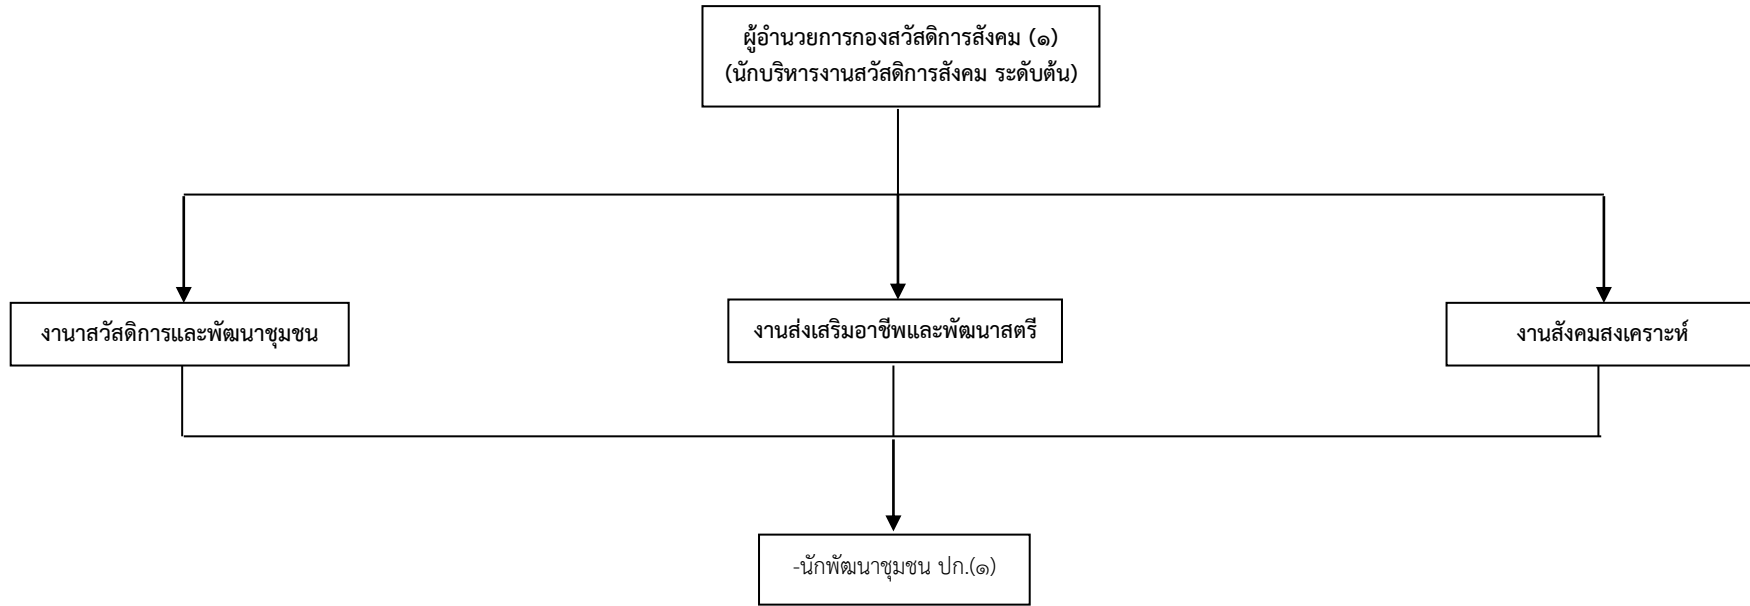 ผู้อำนวยการกองสวัสดิการสังคม (๑)
(นักบริหารงานสวัสดิการสังคม ระดับต้น)
งานาสวัสดิการและพัฒนาชุมชน
งานส่งเสริมอาชีพและพัฒนาสตรี
งานสังคมสงเคราะห์
-นักพัฒนาชุมชน ปก.(๑)